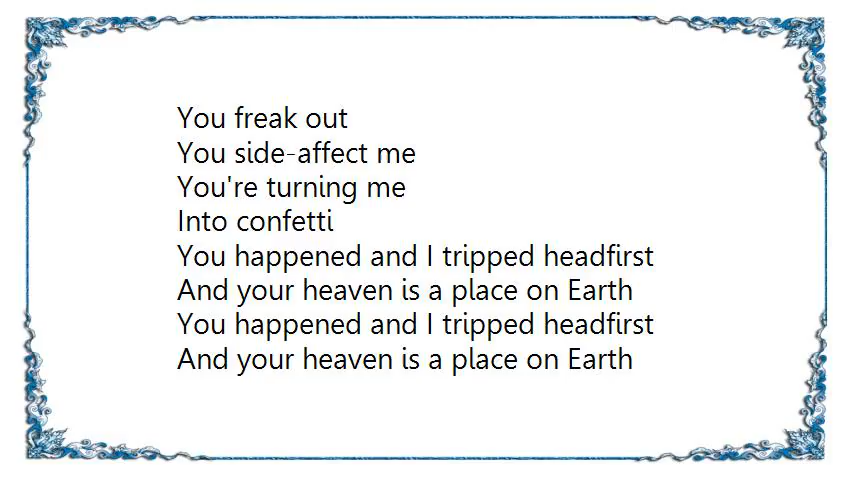 You freak out
You side-affect me
You're turning me
Into confetti
You happened and I tripped headfirst
And your heaven is a place on Earth
You happened and I tripped headfirst
And your heaven is a place on Earth